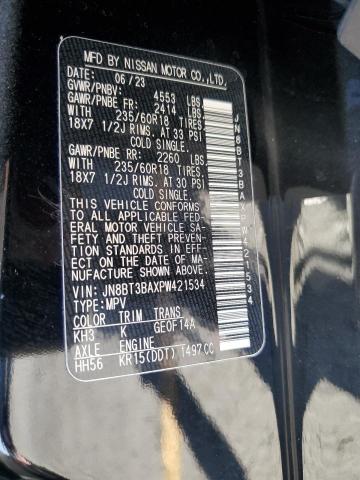 MFD BY NISSAN MOTOR CO.,LTD.
DATE: 06/23
GVWR/PNBV: 4553 LBS
GAWR/PNBE FR: 2414 LBS
WITH 235/60R18 TIRES
18X7 1/2J RIMS. AT 33 PSI
COLD SINGLE.
GAWR/PNBE RR: 2260 LBS
WITH 235/60R18 TIRES.
18X7 1/2J RIMS. AT 30 PSI
COLD SINGLE.
THIS VEHICLE CONFORMS
TO ALL APPLICABLE FED-
ERAL MOTOR VEHICLE SA-
FETY AND THEFT PREVENTION
STANDARDS IN EFF-
ECT ON THE DATE OF MA-
NUFACTURE SHOWN ABOVE.
VIN: JN8BT3BAXPW421534
TYPE:MPV
COLOR TRIM TRANS
KH3 K GE0F14A
AXLE ENGINE
HH56 KR15(DDT) 1497CC
JN8BT3BAXPW421534